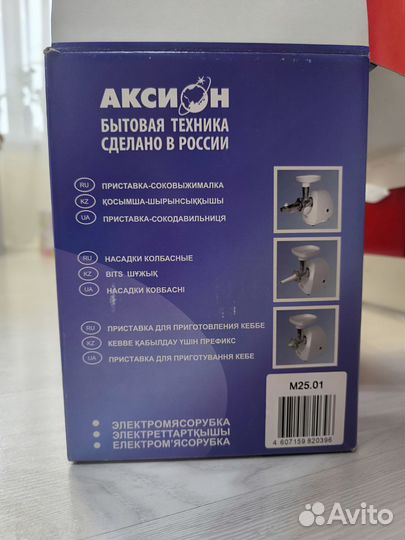 АКСИОН
БЫТОВАЯ ТЕХНИКА
СДЕЛАНО В РОССИИ
RU ПРИСТАВКА-СОКОВЫЖИМАЛКА
KZ ҚОСЫМША-ШЫРЫНСЫҚҚЫШЫ
UA ПРИСТАВКА-СОКОДАВИЛЬНИЦЯ
RU НАСАДКИ КОЛБАСНЫЕ
KZ BITS ШҰЖЫҚ
UA НАСАДКИ КОВБАСНІ
RU ПРИСТАВКА ДЛЯ ПРИГОТОВЛЕНИЯ КЕББЕ
KZ КЕВВЕ ҚАБЫЛДАУ ҮШІН ПРЕФИКС
UA ПРИСТАВКА ДЛЯ ПРИГОТУВАННЯ КЕБЕ
M25.01
4 607159 820396
ЭЛЕКТРОМЯСОРУБКА
ЭЛЕКТРЕТТАРТҚЫШЫ
ЕЛЕКТРОМ'ЯСОРУБКА
Avito